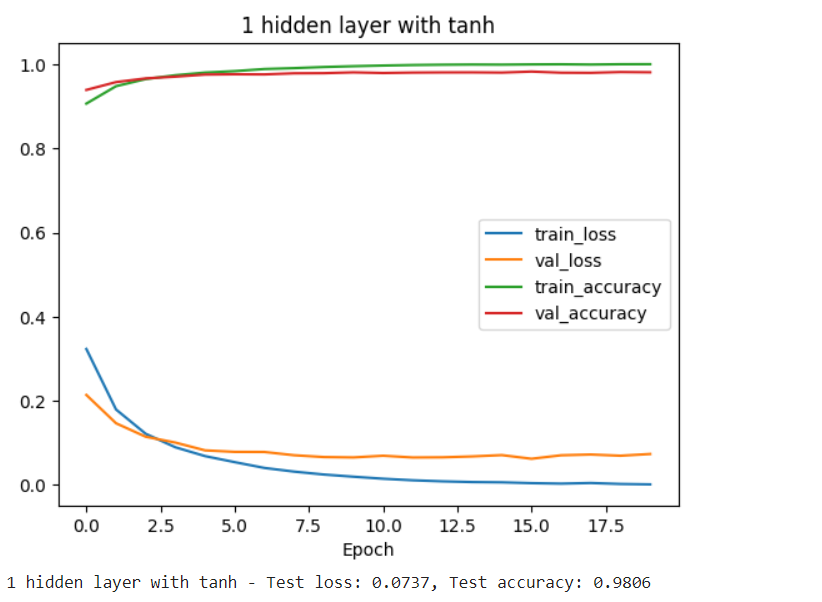 1 hidden layer with tanh
1.0
0.8
0.6
0.4
0.2
0.0
train_loss
val_loss
train_accuracy
val_accuracy
0.0 2.5 5.0 7.5 10.0 12.5 15.0 17.5
Epoch
1 hidden layer with tanh - Test loss: 0.0737, Test accuracy: 0.9806